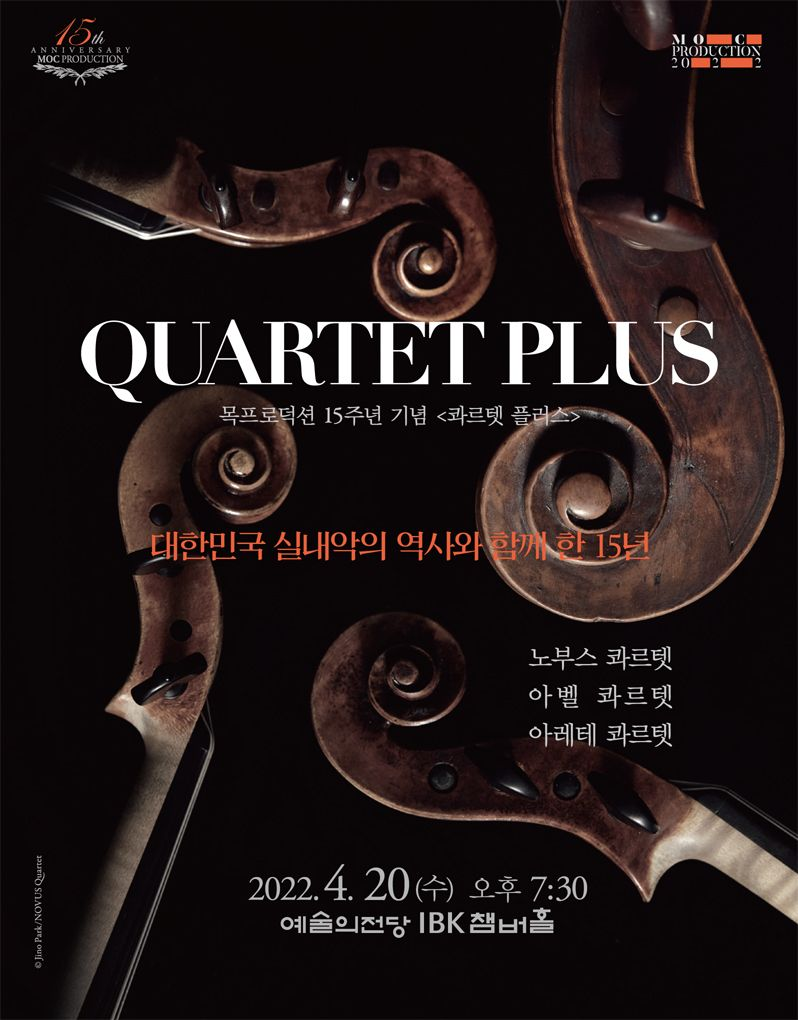 15th
ANNIVERSARY
MOC PRODUCTION
MOC
PRODUCTION
2022
QUARTET PLUS
목프로덕션 15주년 기념 <콰르텟 플러스>
대한민국 실내악의 역사와 함께 한 15년
노부스 콰르텟
아벨 콰르텟
아레테 콰르텟
2022. 4. 20 (수) 오후 7:30
예술의전당 IBK챔버홀
© Jino Park/NOVUS Quartet